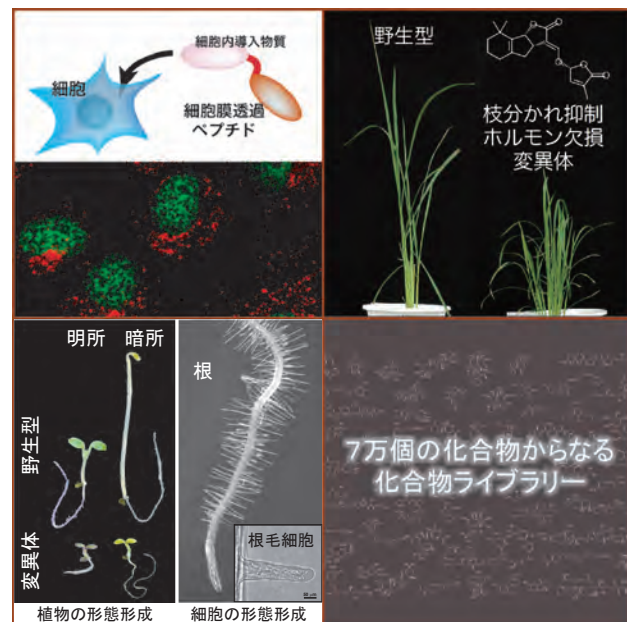 細胞内導入物質
細胞
細胞膜透過
ペプチド
野生型
枝分かれ抑制
ホルモン欠損
変異体
明所
暗所
野生型
変異体
植物の形態形成
根
根毛細胞
細胞の形態形成
7万個の化合物からなる
化合物ライブラリー